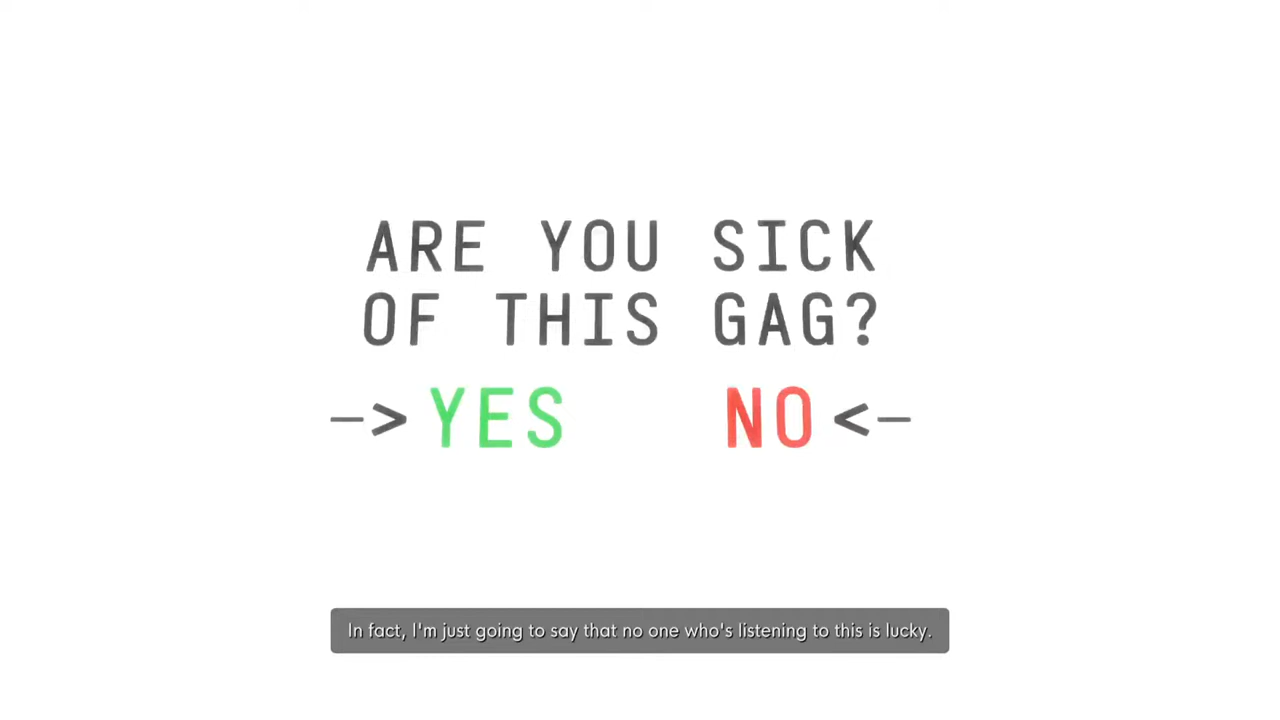 ARE YOU SICK
OF THIS GAG?
—> YES NO <—
In fact, I'm just going to say that no one who's listening to this is lucky.